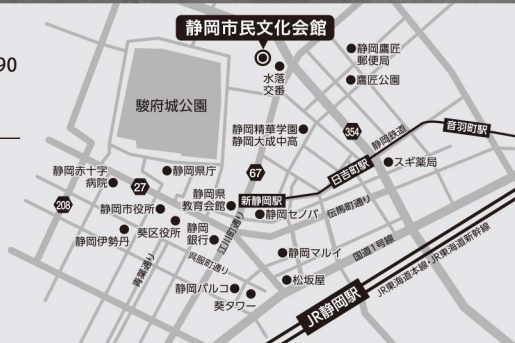 静岡市民文化会館
90
水落
交番
静岡鷹匠
郵便局
鷹匠公園
駿府城公園
静岡精華学園
静岡大成中高
354
静岡鉄道
音羽町駅
日吉町駅
スギ薬局
静岡赤十字
病院
27
静岡県庁
67
208
静岡市役所
静岡県
教育会館
新静岡駅
伝馬町通り
静岡セノバ
葵区役所
静岡
銀行
江川町通り
静岡伊勢丹
呉服町通り
青葉通り
国道1号線
静岡マルイ
静岡パルコ
葵タワー
松坂屋
JR静岡駅
JR東海道本線・JR東海道新幹線